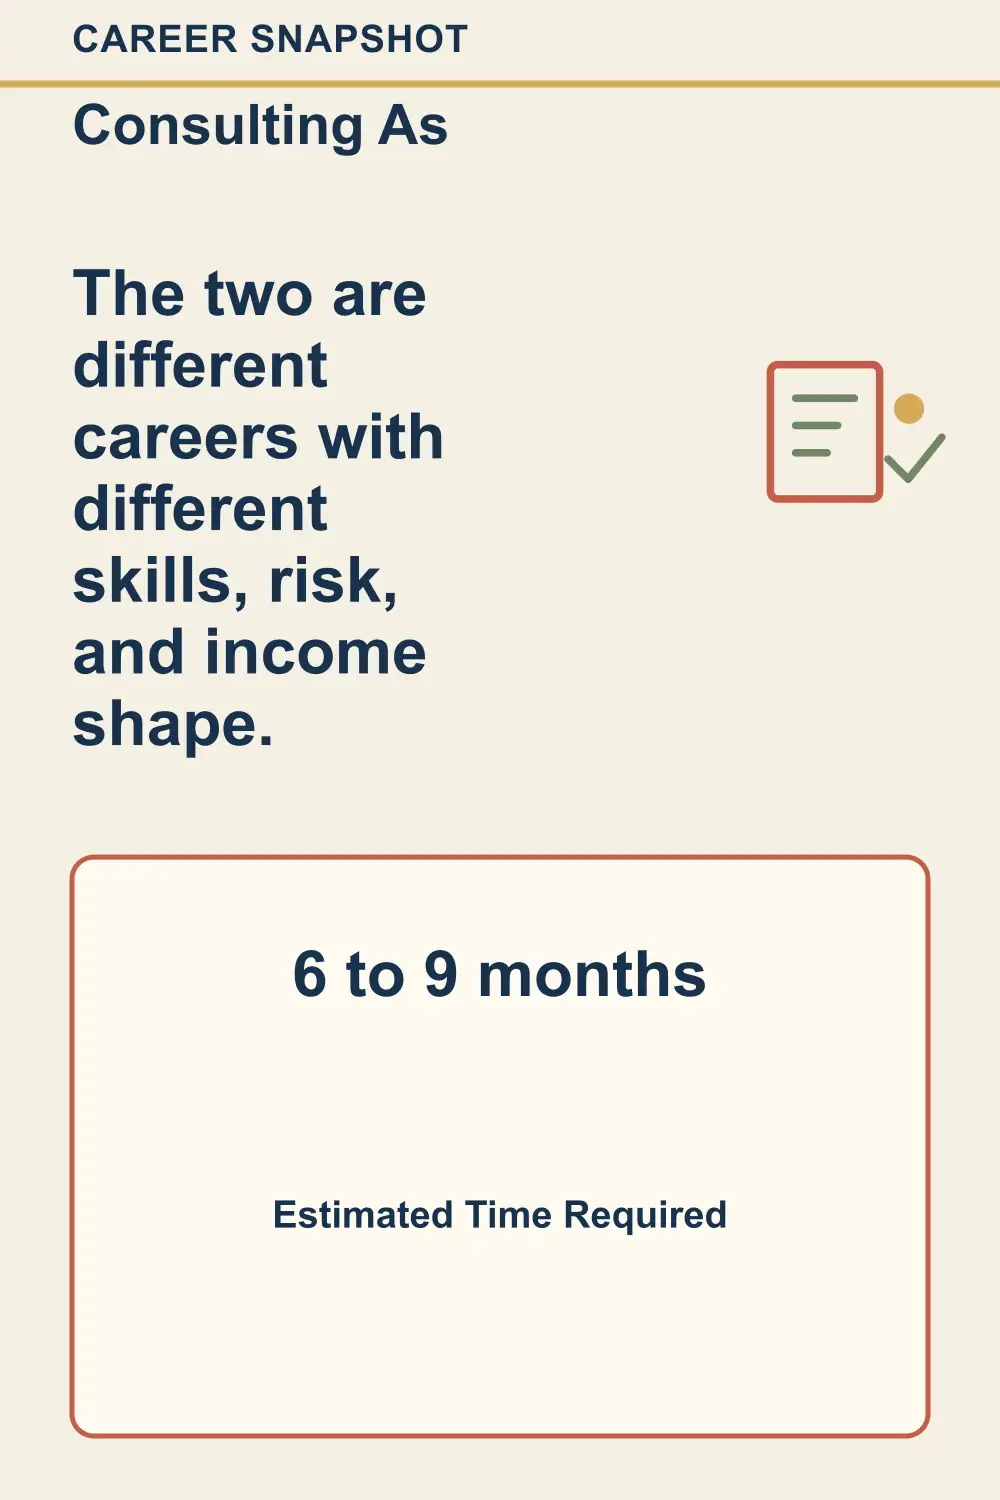 CAREER SNAPSHOT
Consulting As
The two are
different
careers with
different
skills, risk,
and income
shape.
6 to 9 months
Estimated Time Required